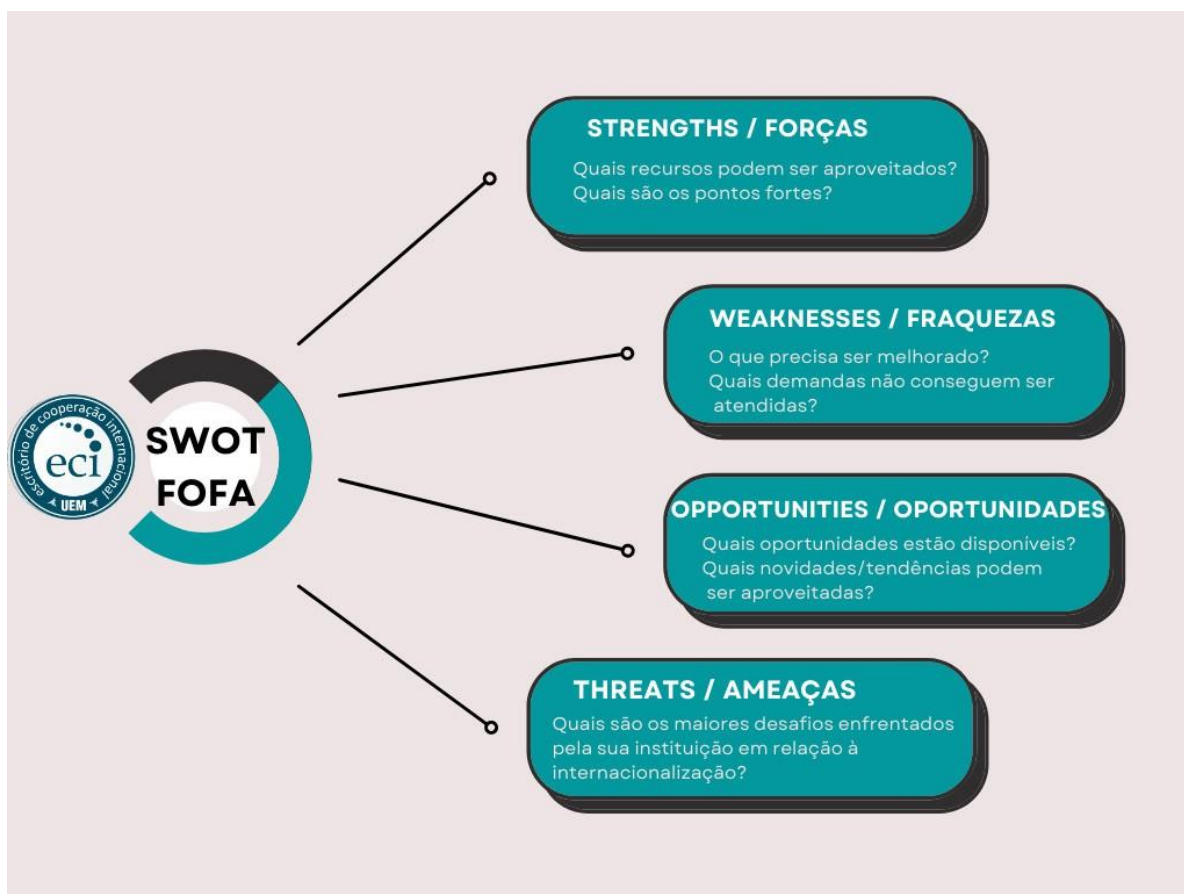 STRENGTHS / FORÇAS
Quais recursos podem ser aproveitados?
Quais são os pontos fortes?
WEAKNESSES / FRAQUEZAS
O que precisa ser melhorado?
Quais demandas não conseguem ser
atendidas?
escritório de cooperação internacional
eci
UEM
SWOT
FOFA
OPPORTUNITIES / OPORTUNIDADES
Quais oportunidades estão disponíveis?
Quais novidades/tendências podem
ser aproveitadas?
THREATS / AMEAÇAS
Quais são os maiores desafios enfrentados
pela sua instituição em relação à
internacionalização?